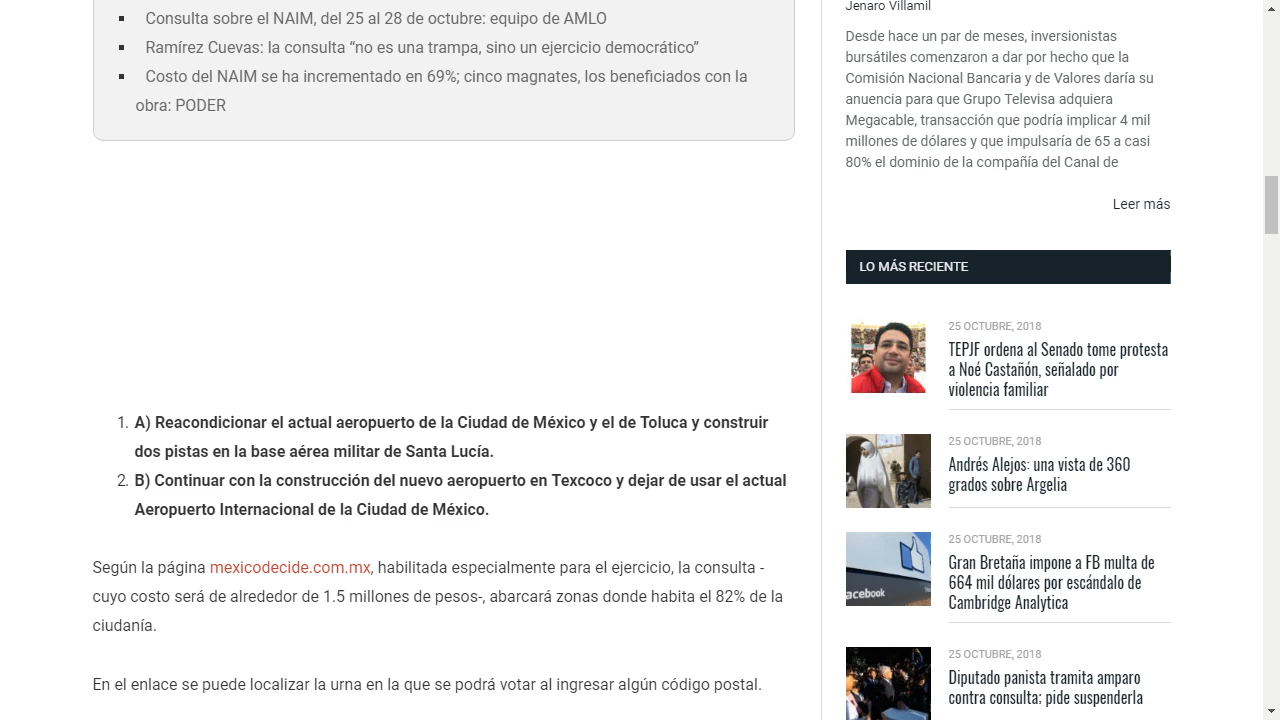 Consulta sobre el NAIM, del 25 al 28 de octubre: equipo de AMLO
Ramírez Cuevas: la consulta “no es una trampa, sino un ejercicio democrático”
Costo del NAIM se ha incrementado en 69%; cinco magnates, los beneficiados con la
obra: PODER
1. A) Reacondicionar el actual aeropuerto de la Ciudad de México y el de Toluca y construir
dos pistas en la base aérea militar de Santa Lucía.
2. B) Continuar con la construcción del nuevo aeropuerto en Texcoco y dejar de usar el actual
Aeropuerto Internacional de la Ciudad de México.
Según la página mexicodecide.com.mx, habilitada especialmente para el ejercicio, la consulta -
cuyo costo será de alrededor de 1.5 millones de pesos-, abarcará zonas donde habita el 82% de la
ciudanía.
En el enlace se puede localizar la urna en la que se podrá votar al ingresar algún código postal.
Jenaro Villamil
Desde hace un par de meses, inversionistas
bursátiles comenzaron a dar por hecho que la
Comisión Nacional Bancaria y de Valores daría su
anuencia para que Grupo Televisa adquiera
Megacable, transacción que podría implicar 4 mil
millones de dólares y que impulsaría de 65 a casi
80% el dominio de la compañía del Canal de
Leer más
LO MÁS RECIENTE
25 OCTUBRE, 2018
TEPJF ordena al Senado tome protesta
a Noé Castañón, señalado por
violencia familiar
25 OCTUBRE, 2018
Andrés Alejos: una vista de 360
grados sobre Argelia
25 OCTUBRE, 2018
Gran Bretaña impone a FB multa de
664 mil dólares por escándalo de
Cambridge Analytica
acebook
25 OCTUBRE, 2018
Diputado panista tramita amparo
contra consulta; pide suspenderla